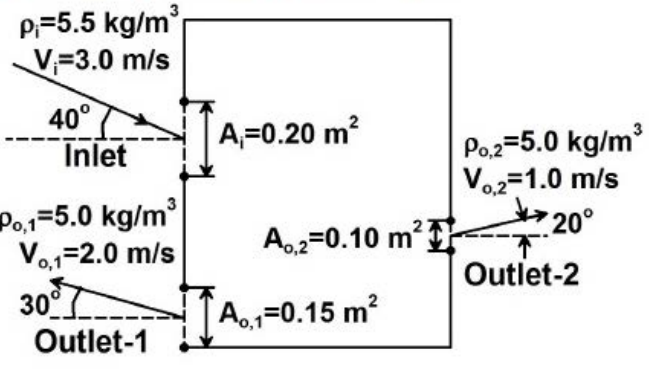 ρᵢ=5.5 kg/m³
Vᵢ=3.0 m/s
40°
Inlet
Aᵢ=0.20 m²
ρₒ,₁=5.0 kg/m³
Vₒ,₁=2.0 m/s
30°
Outlet-1
Aₒ,₁=0.15 m²
Aₒ,₂=0.10 m²
ρₒ,₂=5.0 kg/m³
Vₒ,₂=1.0 m/s
20°
Outlet-2